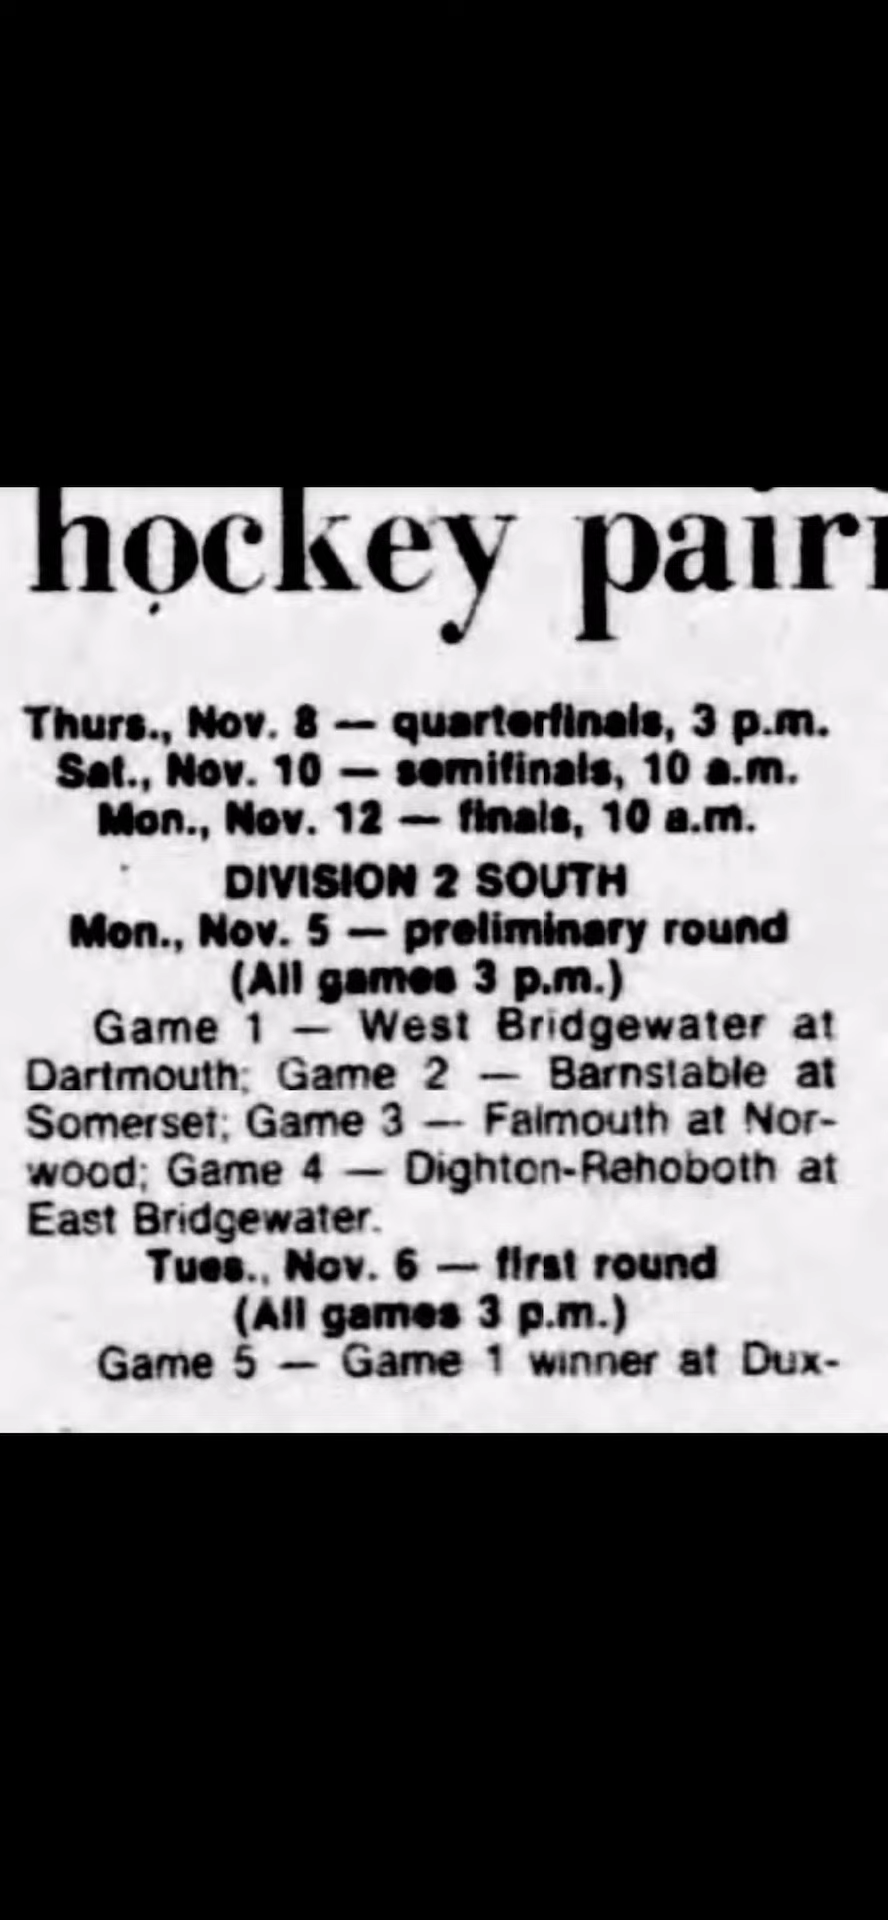 hockey pairi
Thurs., Nov. 8 — quarterfinals, 3 p.m.
Sat., Nov. 10 — semifinals, 10 a.m.
Mon., Nov. 12 — finals, 10 a.m.
DIVISION 2 SOUTH
Mon., Nov. 5 — preliminary round
(All games 3 p.m.)
Game 1 — West Bridgewater at
Dartmouth; Game 2 — Barnstable at
Somerset; Game 3 — Falmouth at Nor-
wood; Game 4 — Dighton-Rehoboth at
East Bridgewater.
Tues., Nov. 6 — first round
(All games 3 p.m.)
Game 5 — Game 1 winner at Dux-